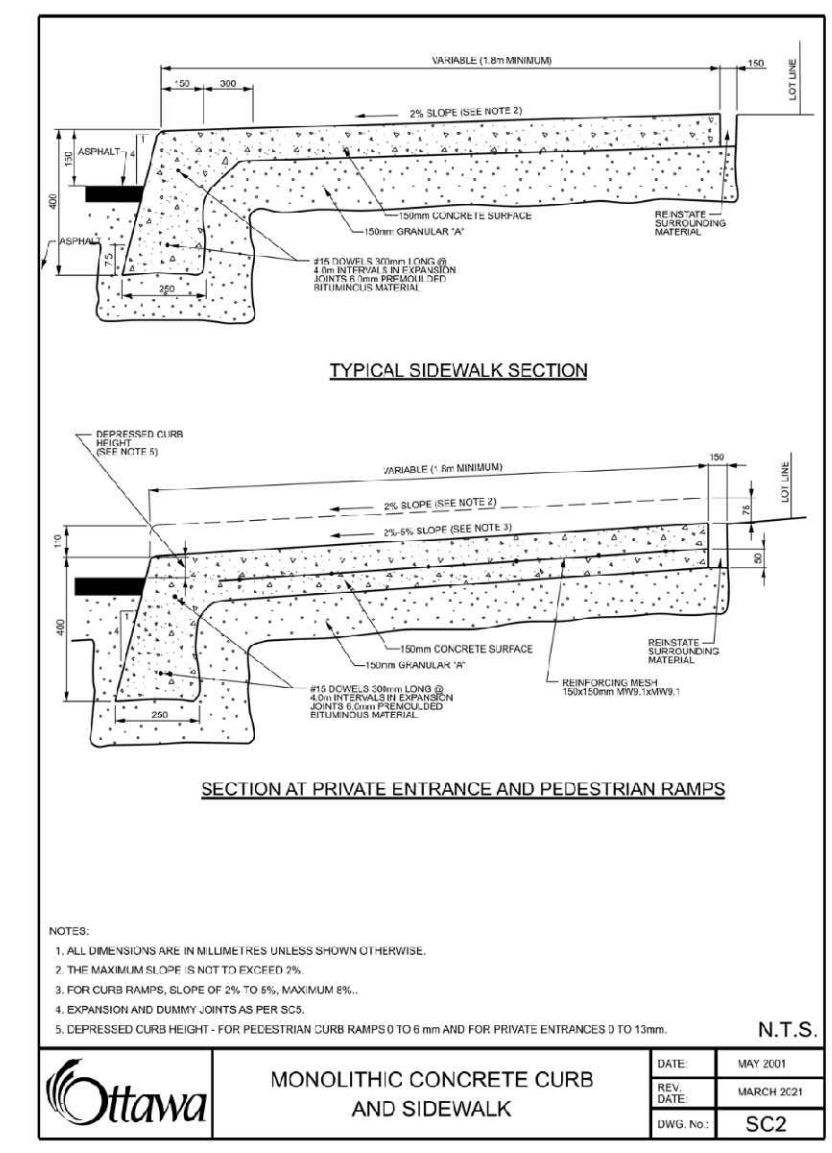 VARIABLE (1.8m MINIMUM)
150
LOT LINE
150
300
2% SLOPE (SEE NOTE 2)
ASPHALT
1
4
150
400
ASPHALT
75
250
150mm CONCRETE SURFACE
150mm GRANULAR "A"
REINSTATE
SURROUNDING
MATERIAL
#15 DOWELS 300mm LONG @
4.0m INTERVALS IN EXPANSION
JOINTS 6.0mm PREMOULDED
BITUMINOUS MATERIAL
TYPICAL SIDEWALK SECTION
DEPRESSED CURB
HEIGHT
(SEE NOTE 5)
VARIABLE (1.8m MINIMUM)
150
LOT LINE
2% SLOPE (SEE NOTE 2)
75
2%-5% SLOPE (SEE NOTE 3)
110
50
400
1
4
150mm CONCRETE SURFACE
150mm GRANULAR "A"
REINSTATE
SURROUNDING
MATERIAL
REINFORCING MESH
150x150mm MW9.1xMW9.1
#15 DOWELS 300mm LONG @
4.0m INTERVALS IN EXPANSION
JOINTS 6.0mm PREMOULDED
BITUMINOUS MATERIAL.
250
SECTION AT PRIVATE ENTRANCE AND PEDESTRIAN RAMPS
NOTES:
1. ALL DIMENSIONS ARE IN MILLIMETRES UNLESS SHOWN OTHERWISE.
2. THE MAXIMUM SLOPE IS NOT TO EXCEED 2%.
3. FOR CURB RAMPS, SLOPE OF 2% TO 5%, MAXIMUM 8%..
4. EXPANSION AND DUMMY JOINTS AS PER SC5.
5. DEPRESSED CURB HEIGHT - FOR PEDESTRIAN CURB RAMPS 0 TO 6 mm AND FOR PRIVATE ENTRANCES 0 TO 13mm.
N.T.S.
Ottawa
MONOLITHIC CONCRETE CURB
AND SIDEWALK
DATE: MAY 2001
REV.
DATE: MARCH 2021
DWG. No.: SC2